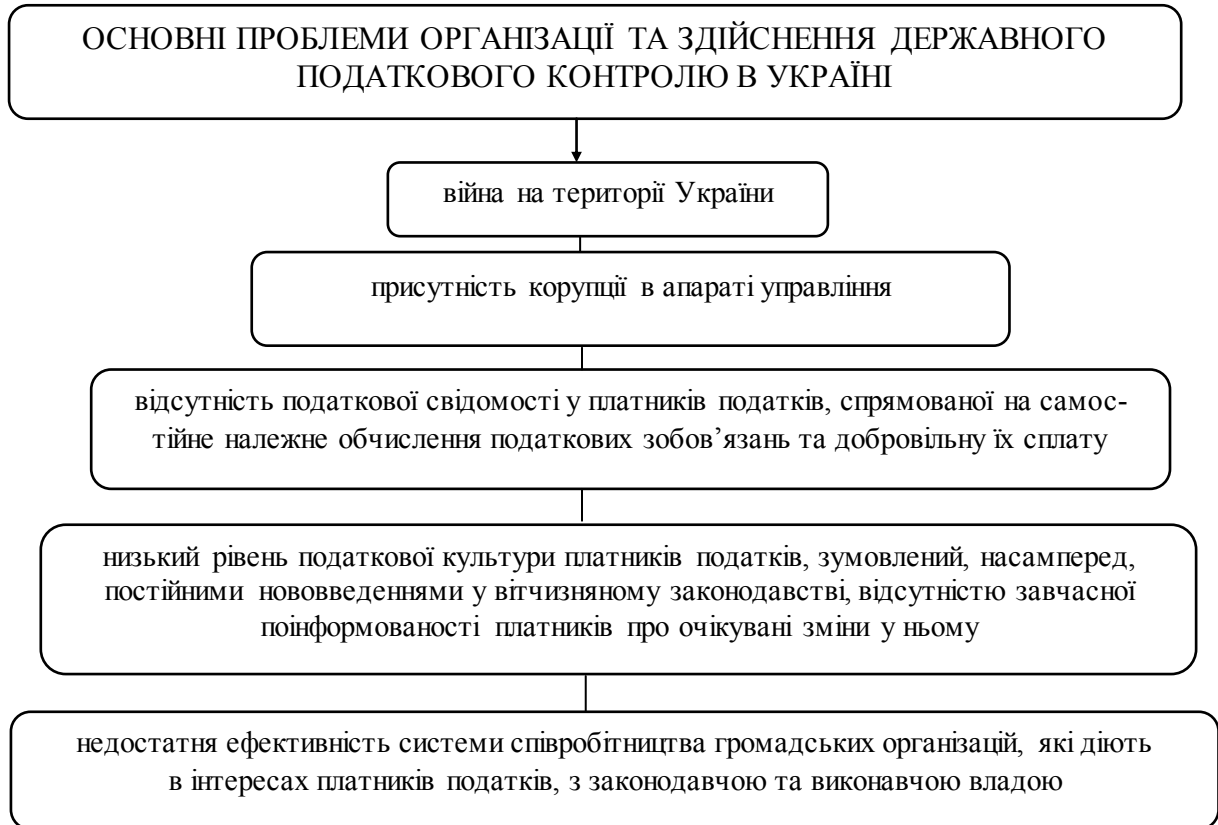 ОСНОВНІ ПРОБЛЕМИ ОРГАНІЗАЦІЇ ТА ЗДІЙСНЕННЯ ДЕРЖАВНОГО
ПОДАТКОВОГО КОНТРОЛЮ В УКРАЇНІ
війна на території України
присутність корупції в апараті управління
відсутність податкової свідомості у платників податків, спрямованої на самос-
тійне належне обчислення податкових зобов’язань та добровільну їх сплату
низький рівень податкової культури платників податків, зумовлений, насамперед,
постійними нововведеннями у вітчизняному законодавстві, відсутністю завчасної
поінформованості платників про очікувані зміни у ньому
недостатня ефективність системи співробітництва громадських організацій, які діють
в інтересах платників податків, з законодавчою та виконавчою владою